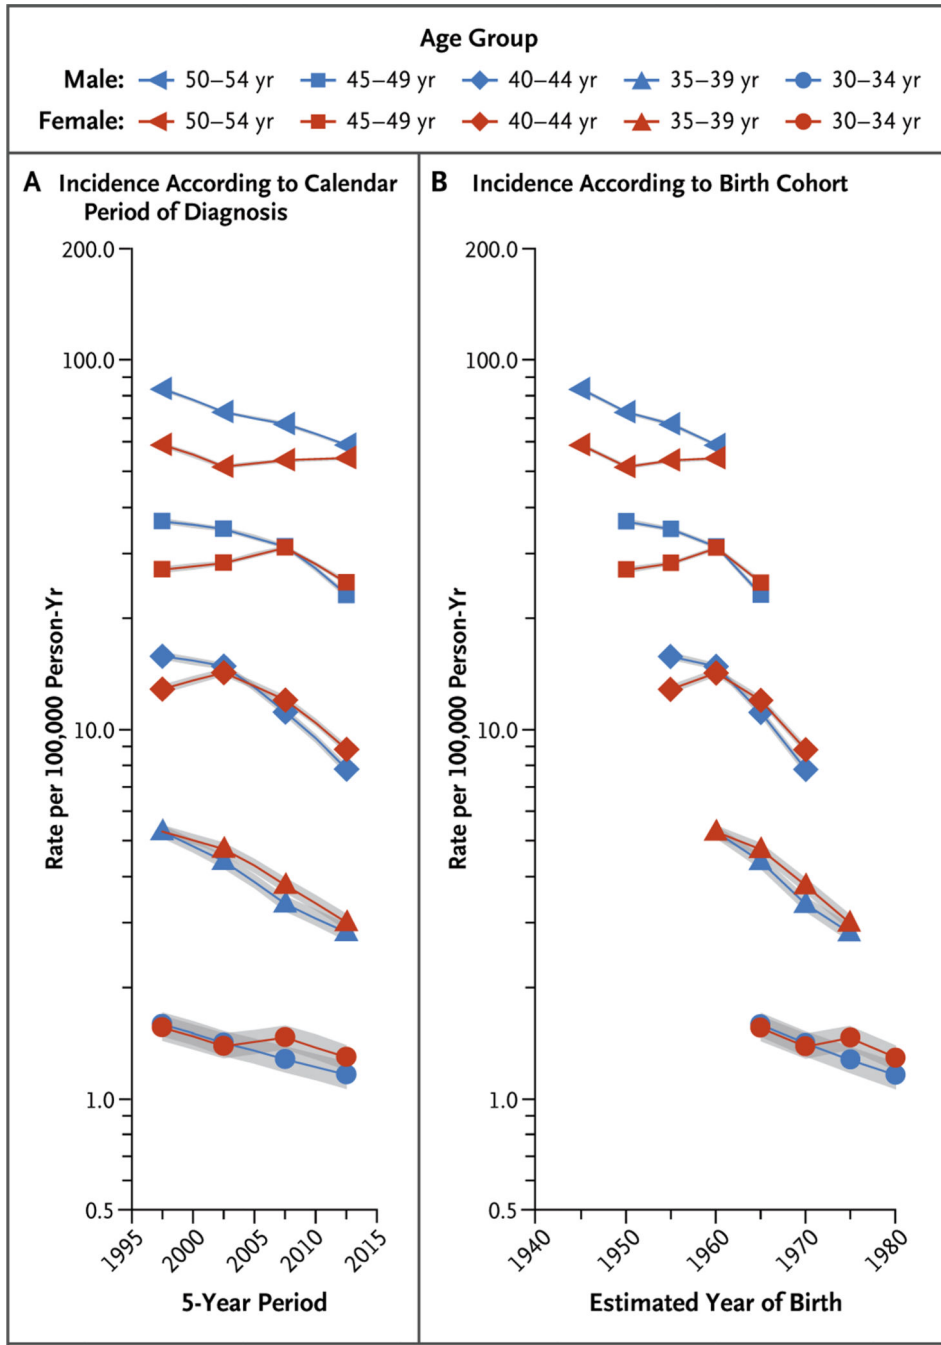 Age Group
Male: 50–54 yr 45–49 yr 40–44 yr 35–39 yr 30–34 yr
Female: 50–54 yr 45–49 yr 40–44 yr 35–39 yr 30–34 yr
A Incidence According to Calendar
Period of Diagnosis
200.0
100.0
10.0
1.0
0.5
Rate per 100,000 Person-Yr
1995 2000 2005 2010 2015
5-Year Period
B Incidence According to Birth Cohort
200.0
100.0
10.0
1.0
0.5
Rate per 100,000 Person-Yr
1940 1950 1960 1970 1980
Estimated Year of Birth